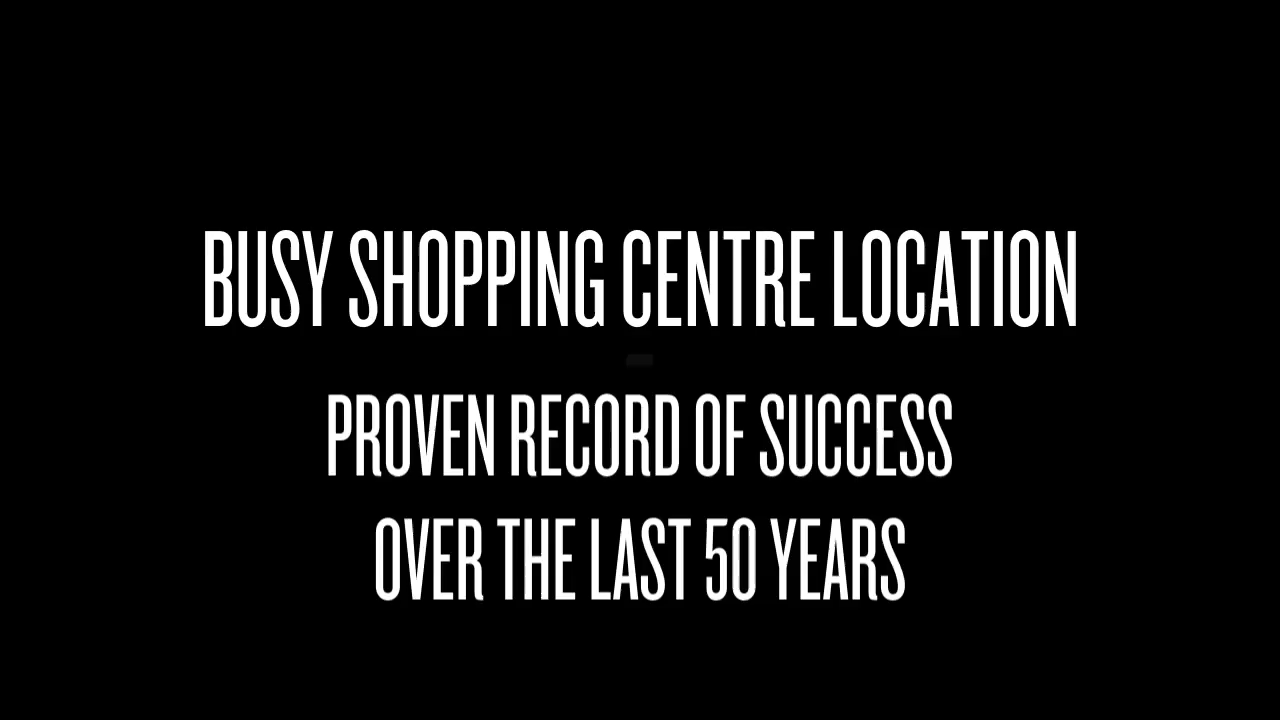 BUSY SHOPPING CENTRE LOCATION
PROVEN RECORD OF SUCCESS
OVER THE LAST 50 YEARS